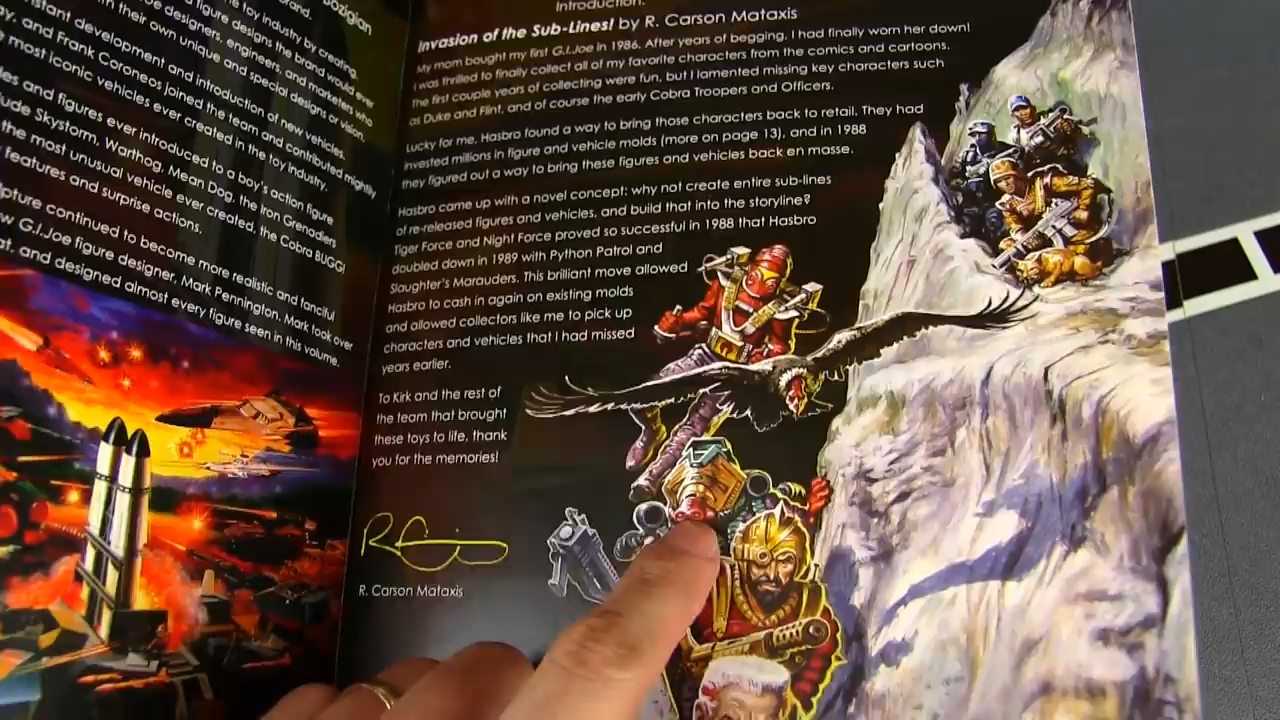 Bozigian
toy industry by creating
figure designs the brand would ever
designers, engineers, and marketers who
their own unique and special designs or vision.
development and introduction of new vehicles.
and Frank Coroneos joined the team and contributed mightily
most iconic vehicles ever created in the toy industry.
and figures ever introduced to a boy's action figure
Skystorm, Warthog, Mean Dog, the Iron Grenadiers
the most unusual vehicle ever created, the Cobra BUGG!
features and surprise actions.
continued to become more realistic and fanciful
G.I.Joe figure designer, Mark Pennington. Mark took over
and designed almost every figure seen in this volume.
Introduction:
Invasion of the Sub-Lines! by R. Carson Mataxis
My mom bought my first G.I.Joe in 1986. After years of begging, I had finally worn her down!
I was thrilled to finally collect all of my favorite characters from the comics and cartoons.
The first couple years of collecting were fun, but I lamented missing key characters such
as Duke and Flint, and of course the early Cobra Troopers and Officers.
Lucky for me, Hasbro found a way to bring those characters back to retail. They had
invested millions in figure and vehicle molds (more on page 13), and in 1988
they figured out a way to bring these figures and vehicles back en masse.
Hasbro came up with a novel concept: why not create entire sub-lines
of re-released figures and vehicles, and build that into the storyline?
Tiger Force and Night Force proved so successful in 1988 that Hasbro
doubled down in 1989 with Python Patrol and
Slaughter's Marauders. This brilliant move allowed
Hasbro to cash in again on existing molds
and allowed collectors like me to pick up
characters and vehicles that I had missed
years earlier.
To Kirk and the rest of
the team that brought
these toys to life, thank
you for the memories!
R. Carson Mataxis